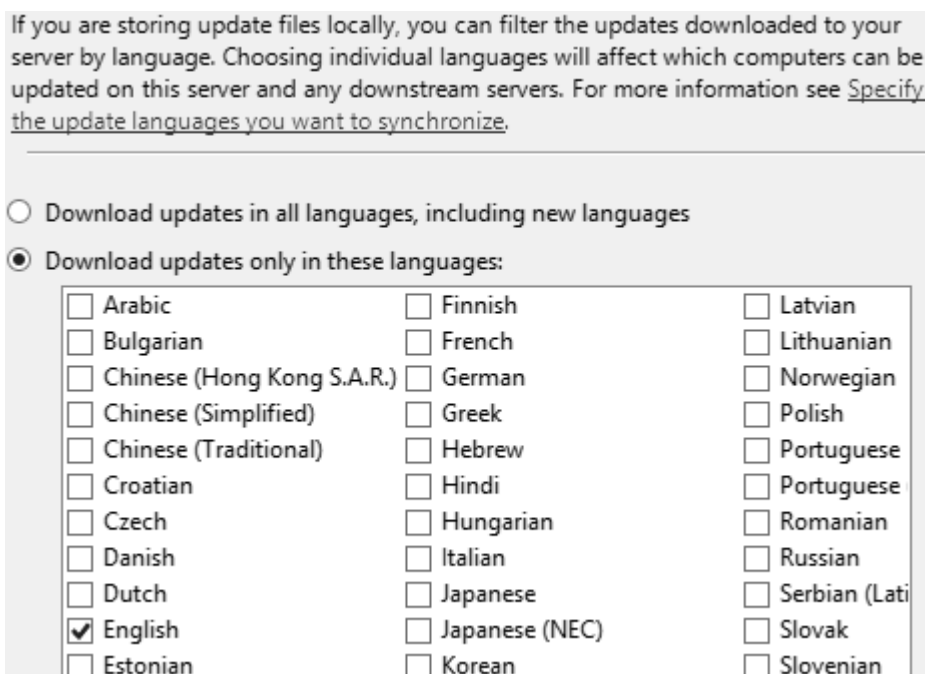 If you are storing update files locally, you can filter the updates downloaded to your
server by language. Choosing individual languages will affect which computers can be
updated on this server and any downstream servers. For more information see Specify
the update languages you want to synchronize.
Download updates in all languages, including new languages
Download updates only in these languages:
Arabic Finnish Latvian
Bulgarian French Lithuanian
Chinese (Hong Kong S.A.R.) German Norwegian
Chinese (Simplified) Greek Polish
Chinese (Traditional) Hebrew Portuguese
Croatian Hindi Portuguese
Czech Hungarian Romanian
Danish Italian Russian
Dutch Japanese Serbian (Lati
English Japanese (NEC) Slovak
Estonian Korean Slovenian